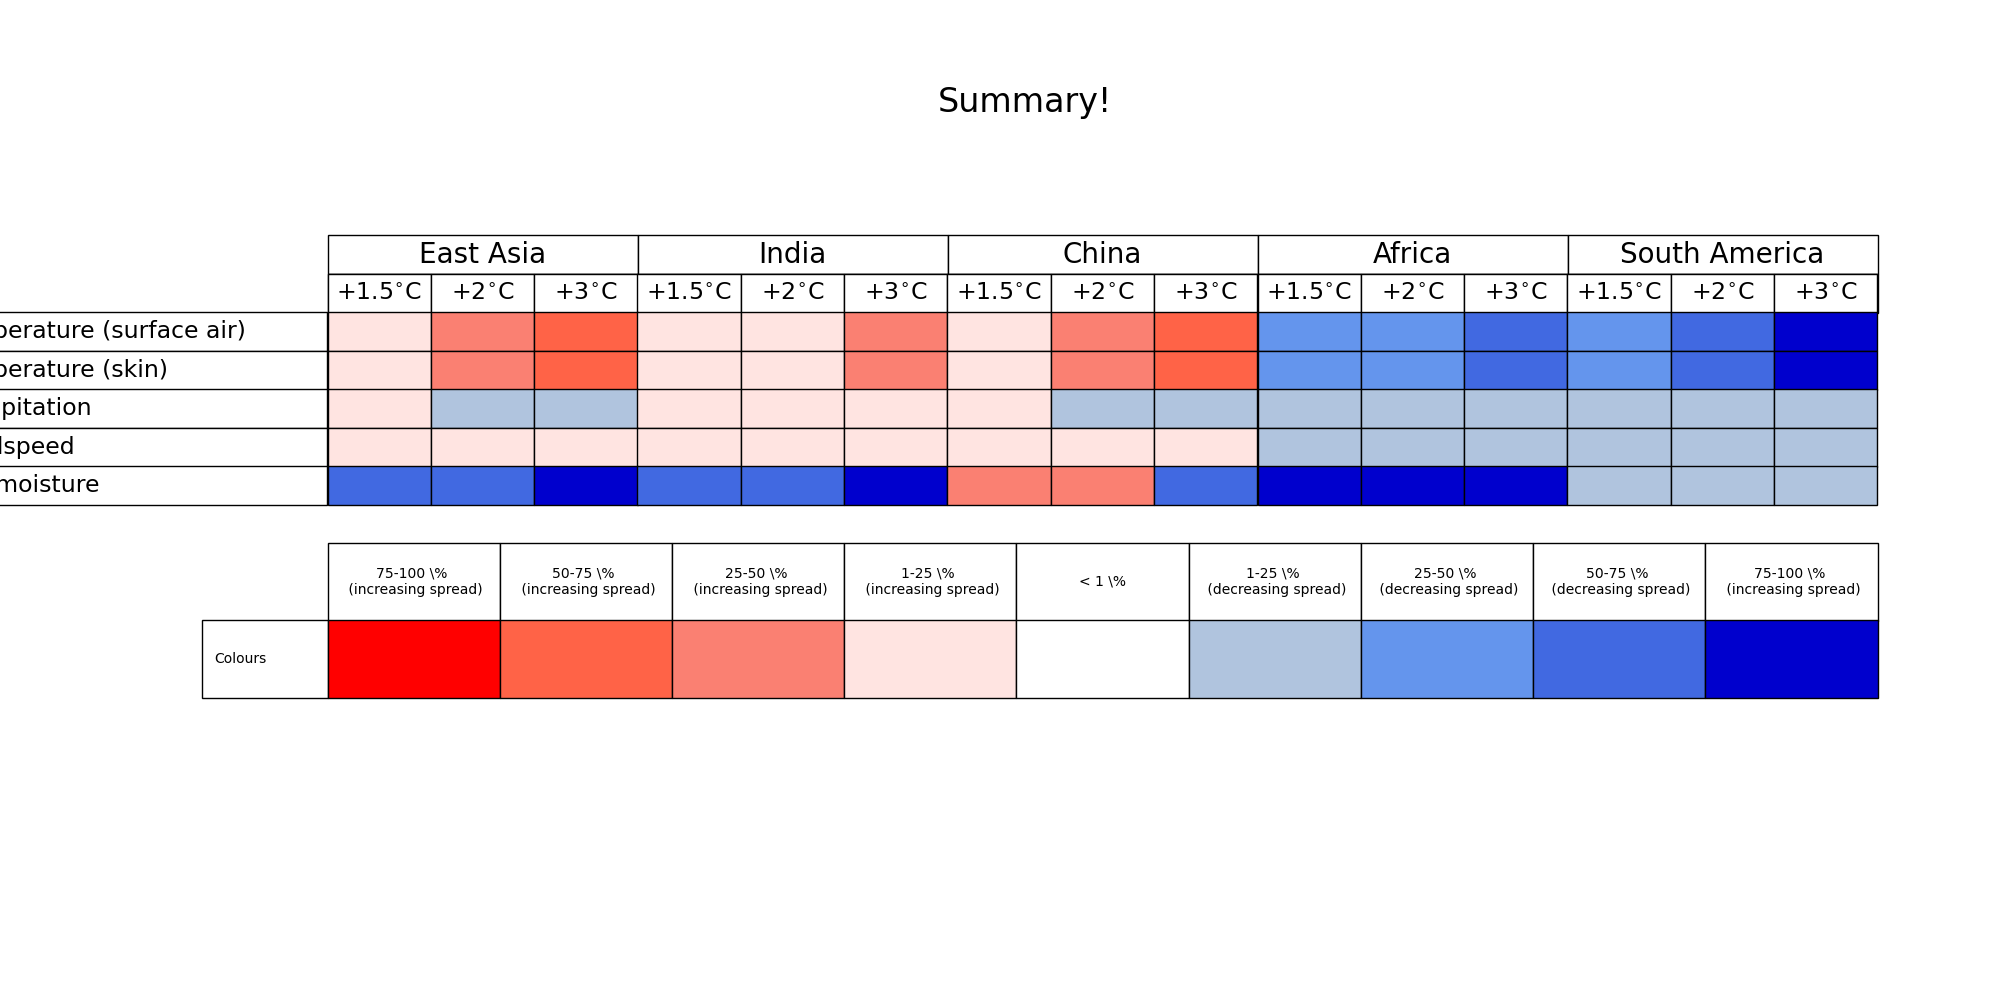 Summary!
East Asia India China Africa South America
+1.5°C +2°C +3°C +1.5°C +2°C +3°C +1.5°C +2°C +3°C +1.5°C +2°C +3°C +1.5°C +2°C +3°C
perature (surface air)
perature (skin)
pitation
lspeed
moisture
75-100 \% 50-75 \% 25-50 \% 1-25 \% < 1 \% 1-25 \% 25-50 \% 50-75 \% 75-100 \%
(increasing spread) (increasing spread) (increasing spread) (increasing spread) (decreasing spread) (decreasing spread) (decreasing spread) (increasing spread)
Colours